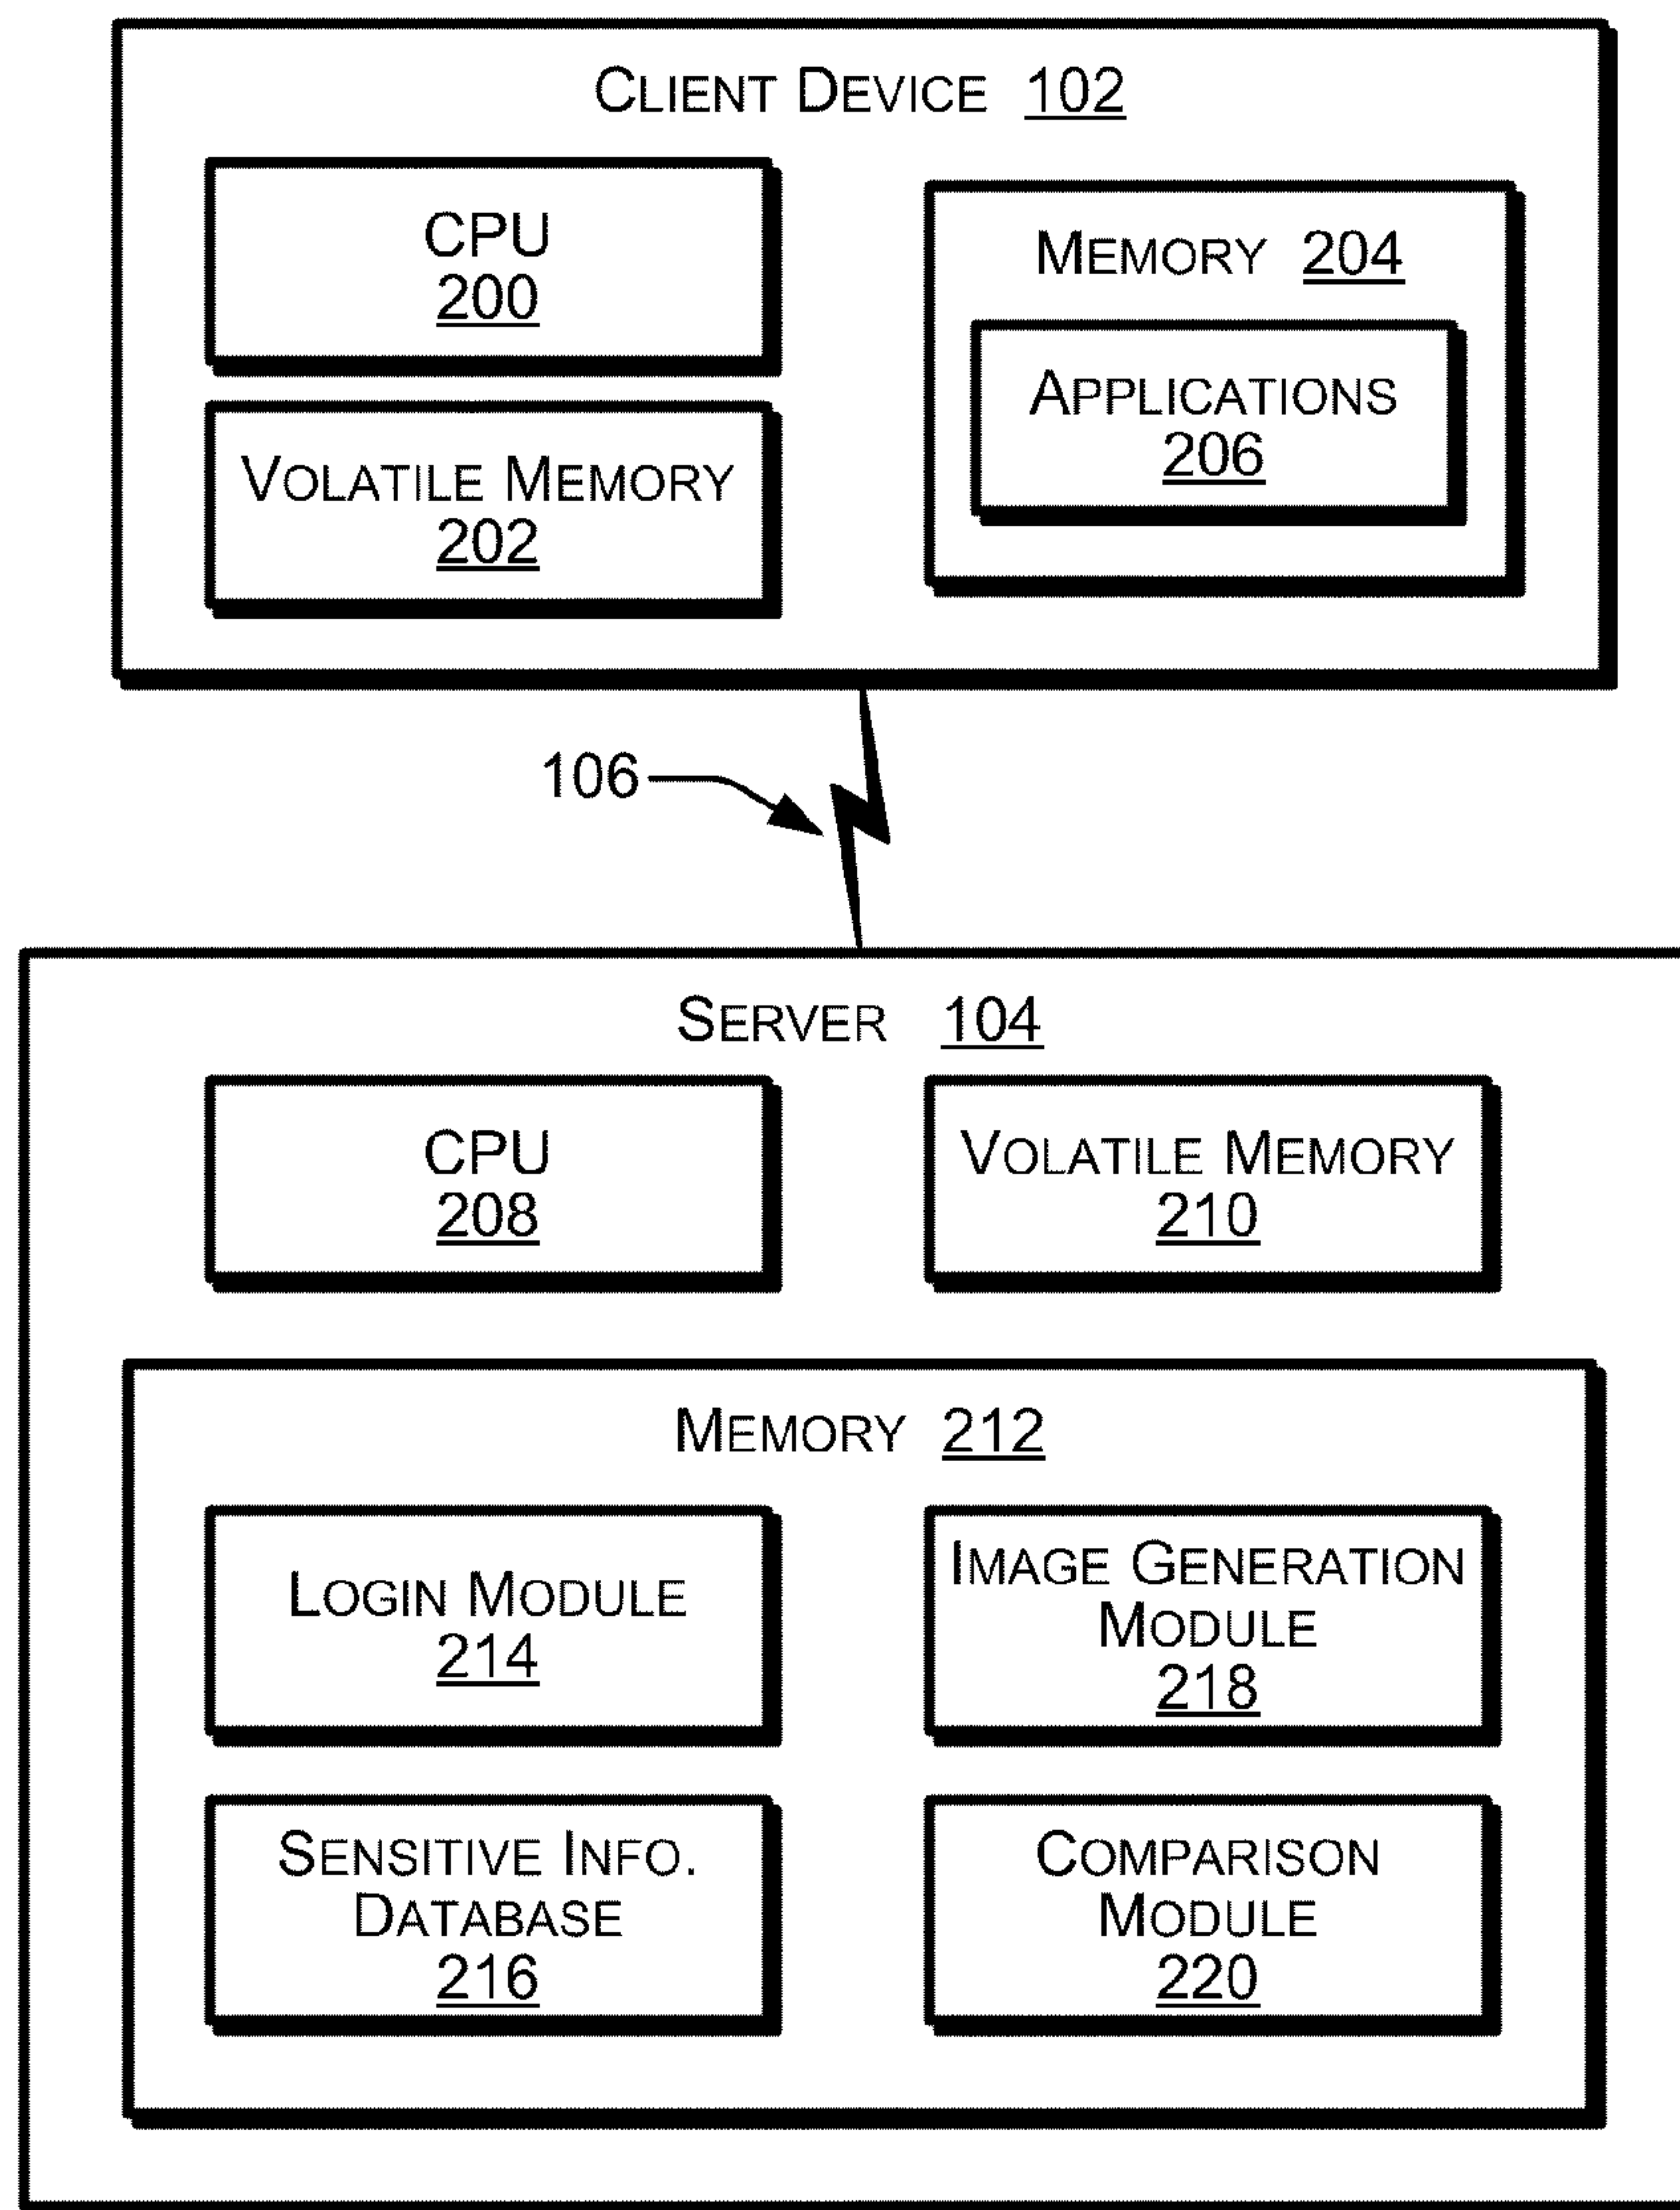 CLIENT DEVICE 102
CPU
200
VOLATILE MEMORY
202
MEMORY 204
APPLICATIONS
206
106
SERVER 104
CPU
208
VOLATILE MEMORY
210
MEMORY 212
LOGIN MODULE
214
IMAGE GENERATION
MODULE
218
SENSITIVE INFO.
DATABASE
216
COMPARISON
MODULE
220